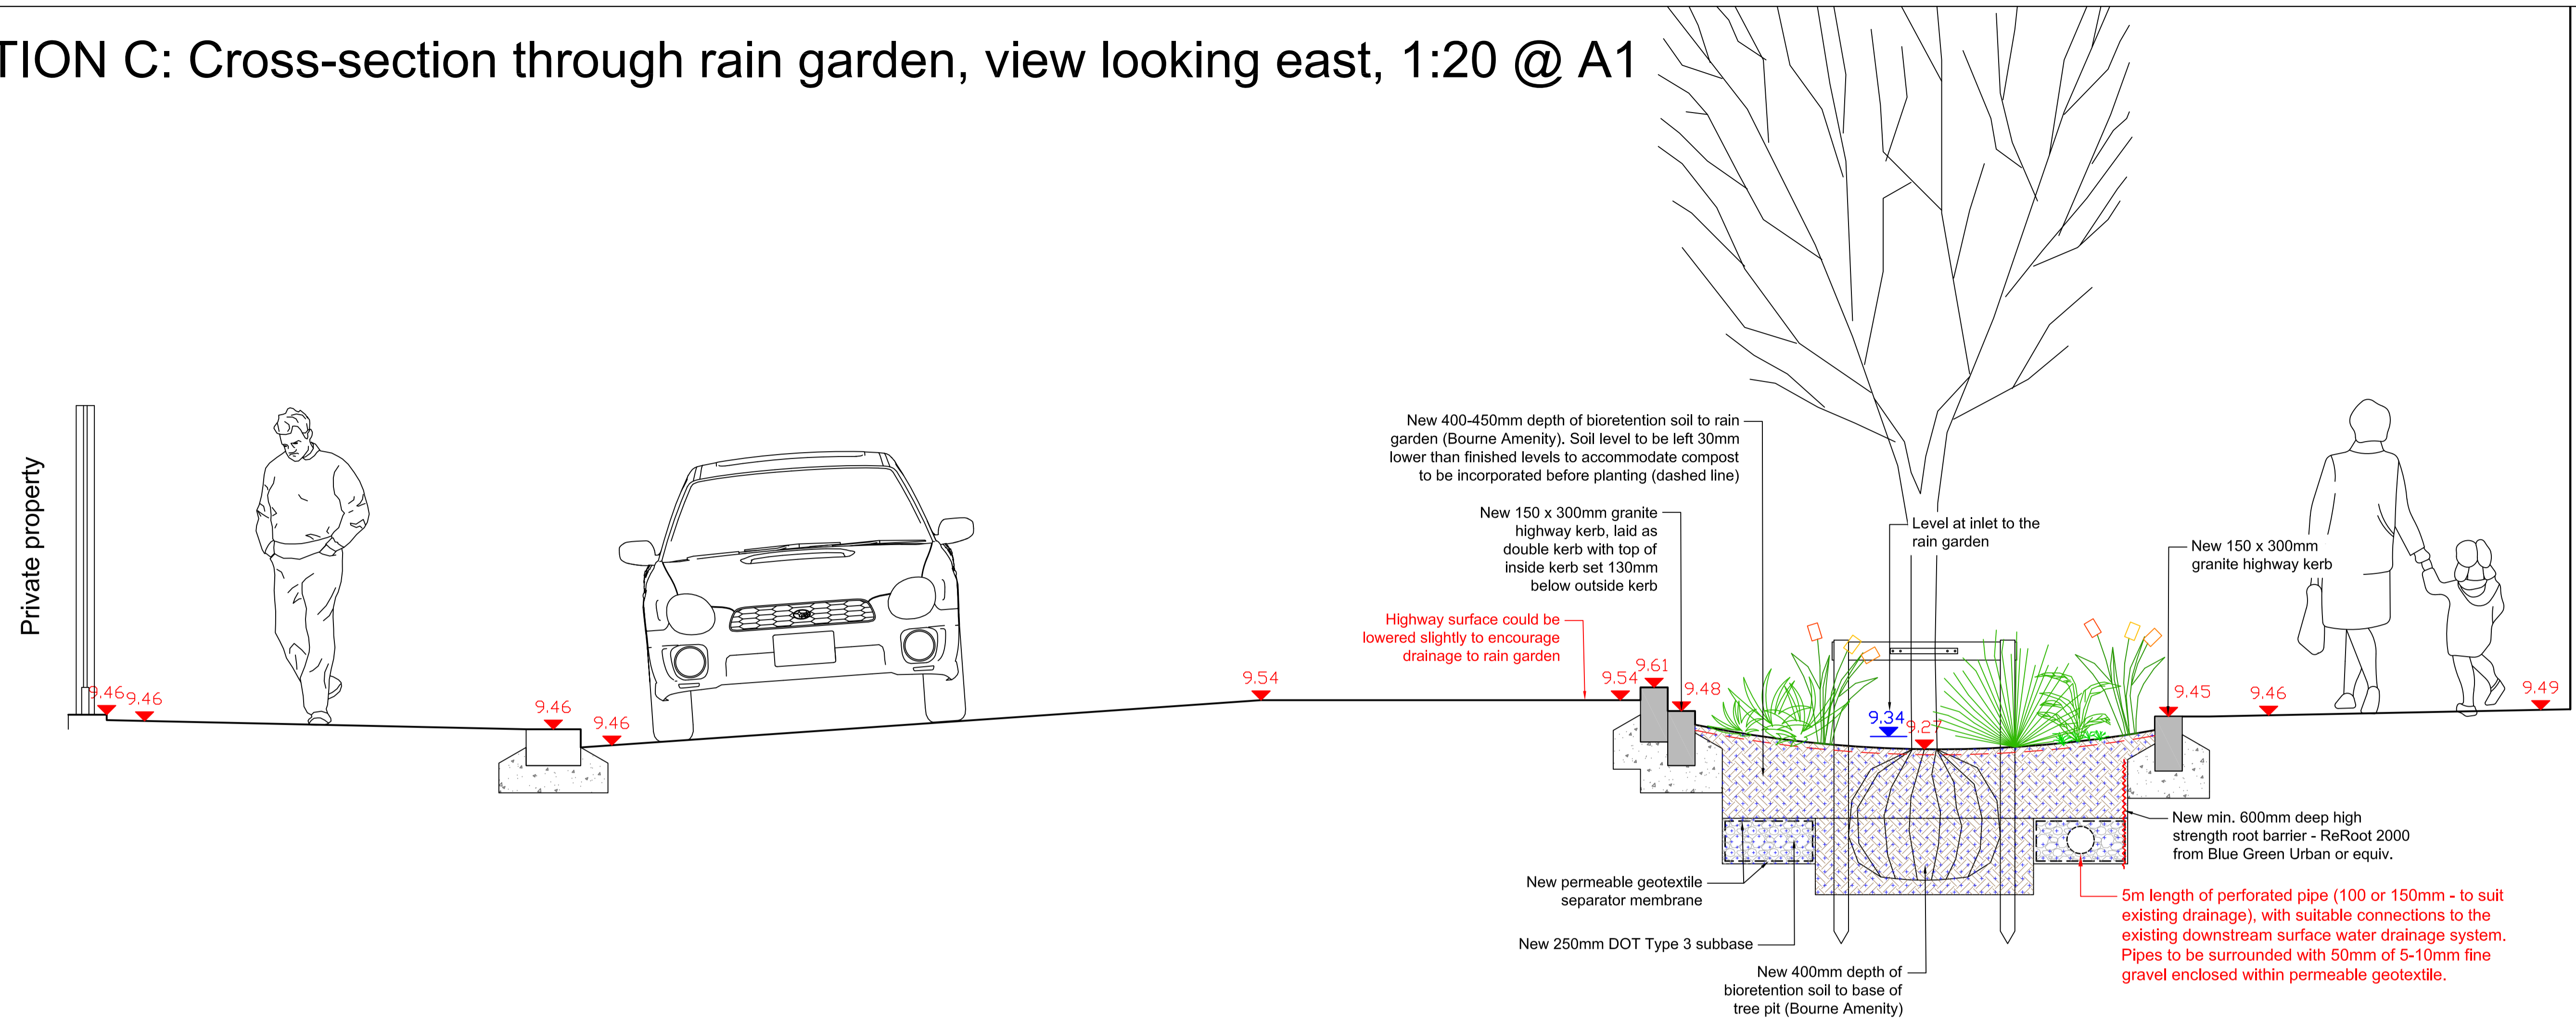 TION C: Cross-section through rain garden, view looking east, 1:20 @ A1
Private property
New 400-450mm depth of bioretention soil to rain
garden (Bourne Amenity). Soil level to be left 30mm
lower than finished levels to accommodate compost
to be incorporated before planting (dashed line)
New 150 x 300mm granite
highway kerb, laid as
double kerb with top of
inside kerb set 130mm
below outside kerb
Highway surface could be
lowered slightly to encourage
drainage to rain garden
Level at inlet to the
rain garden
New 150 x 300mm
granite highway kerb
9.46
9.46
9.46
9.46
9.54
9.54
9.61
9.48
9.34
9.27
9.45
9.46
9.49
New min. 600mm deep high
strength root barrier - ReRoot 2000
from Blue Green Urban or equiv.
New permeable geotextile
separator membrane
New 250mm DOT Type 3 subbase
New 400mm depth of
bioretention soil to base of
tree pit (Bourne Amenity)
5m length of perforated pipe (100 or 150mm - to suit
existing drainage), with suitable connections to the
existing downstream surface water drainage system.
Pipes to be surrounded with 50mm of 5-10mm fine
gravel enclosed within permeable geotextile.